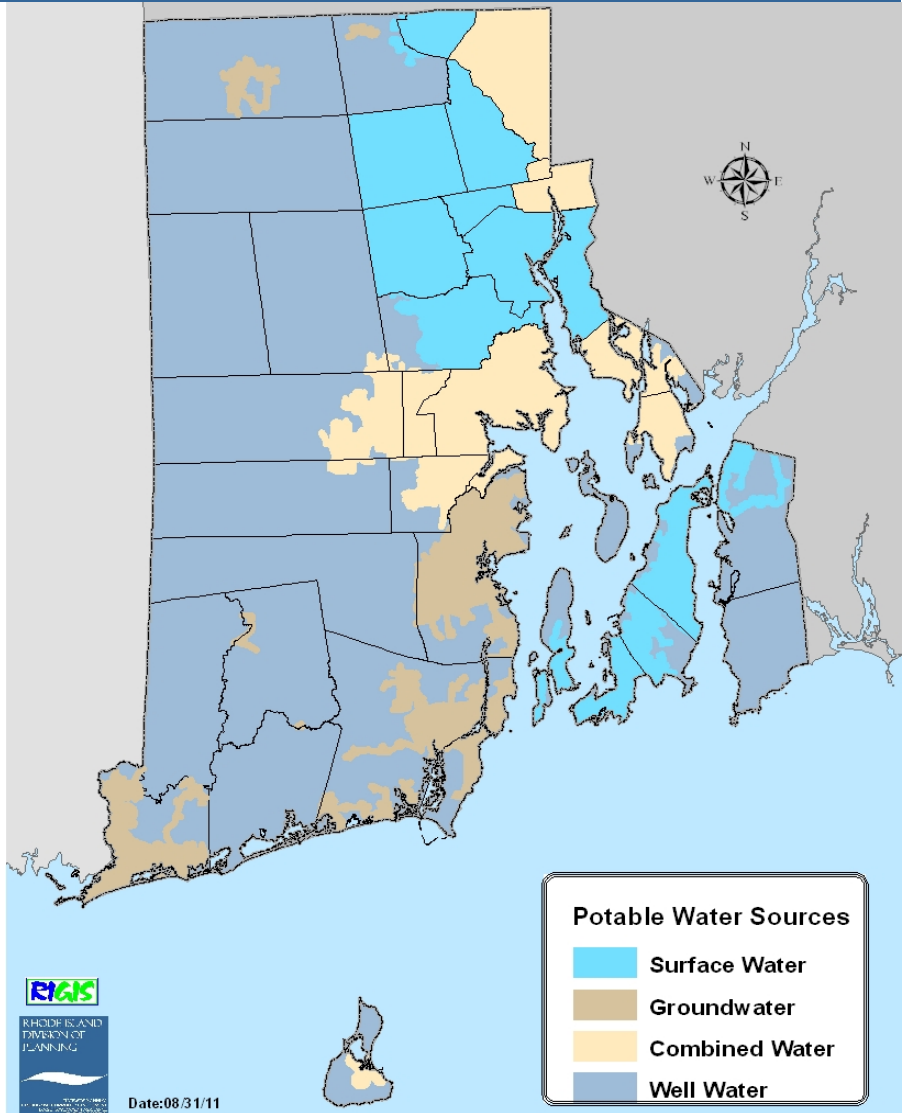 N
W E
S
Potable Water Sources
Surface Water
Groundwater
Combined Water
Well Water
RIGIS
RHODE ISLAND
DIVISION OF
PLANNING
Date:08/31/11